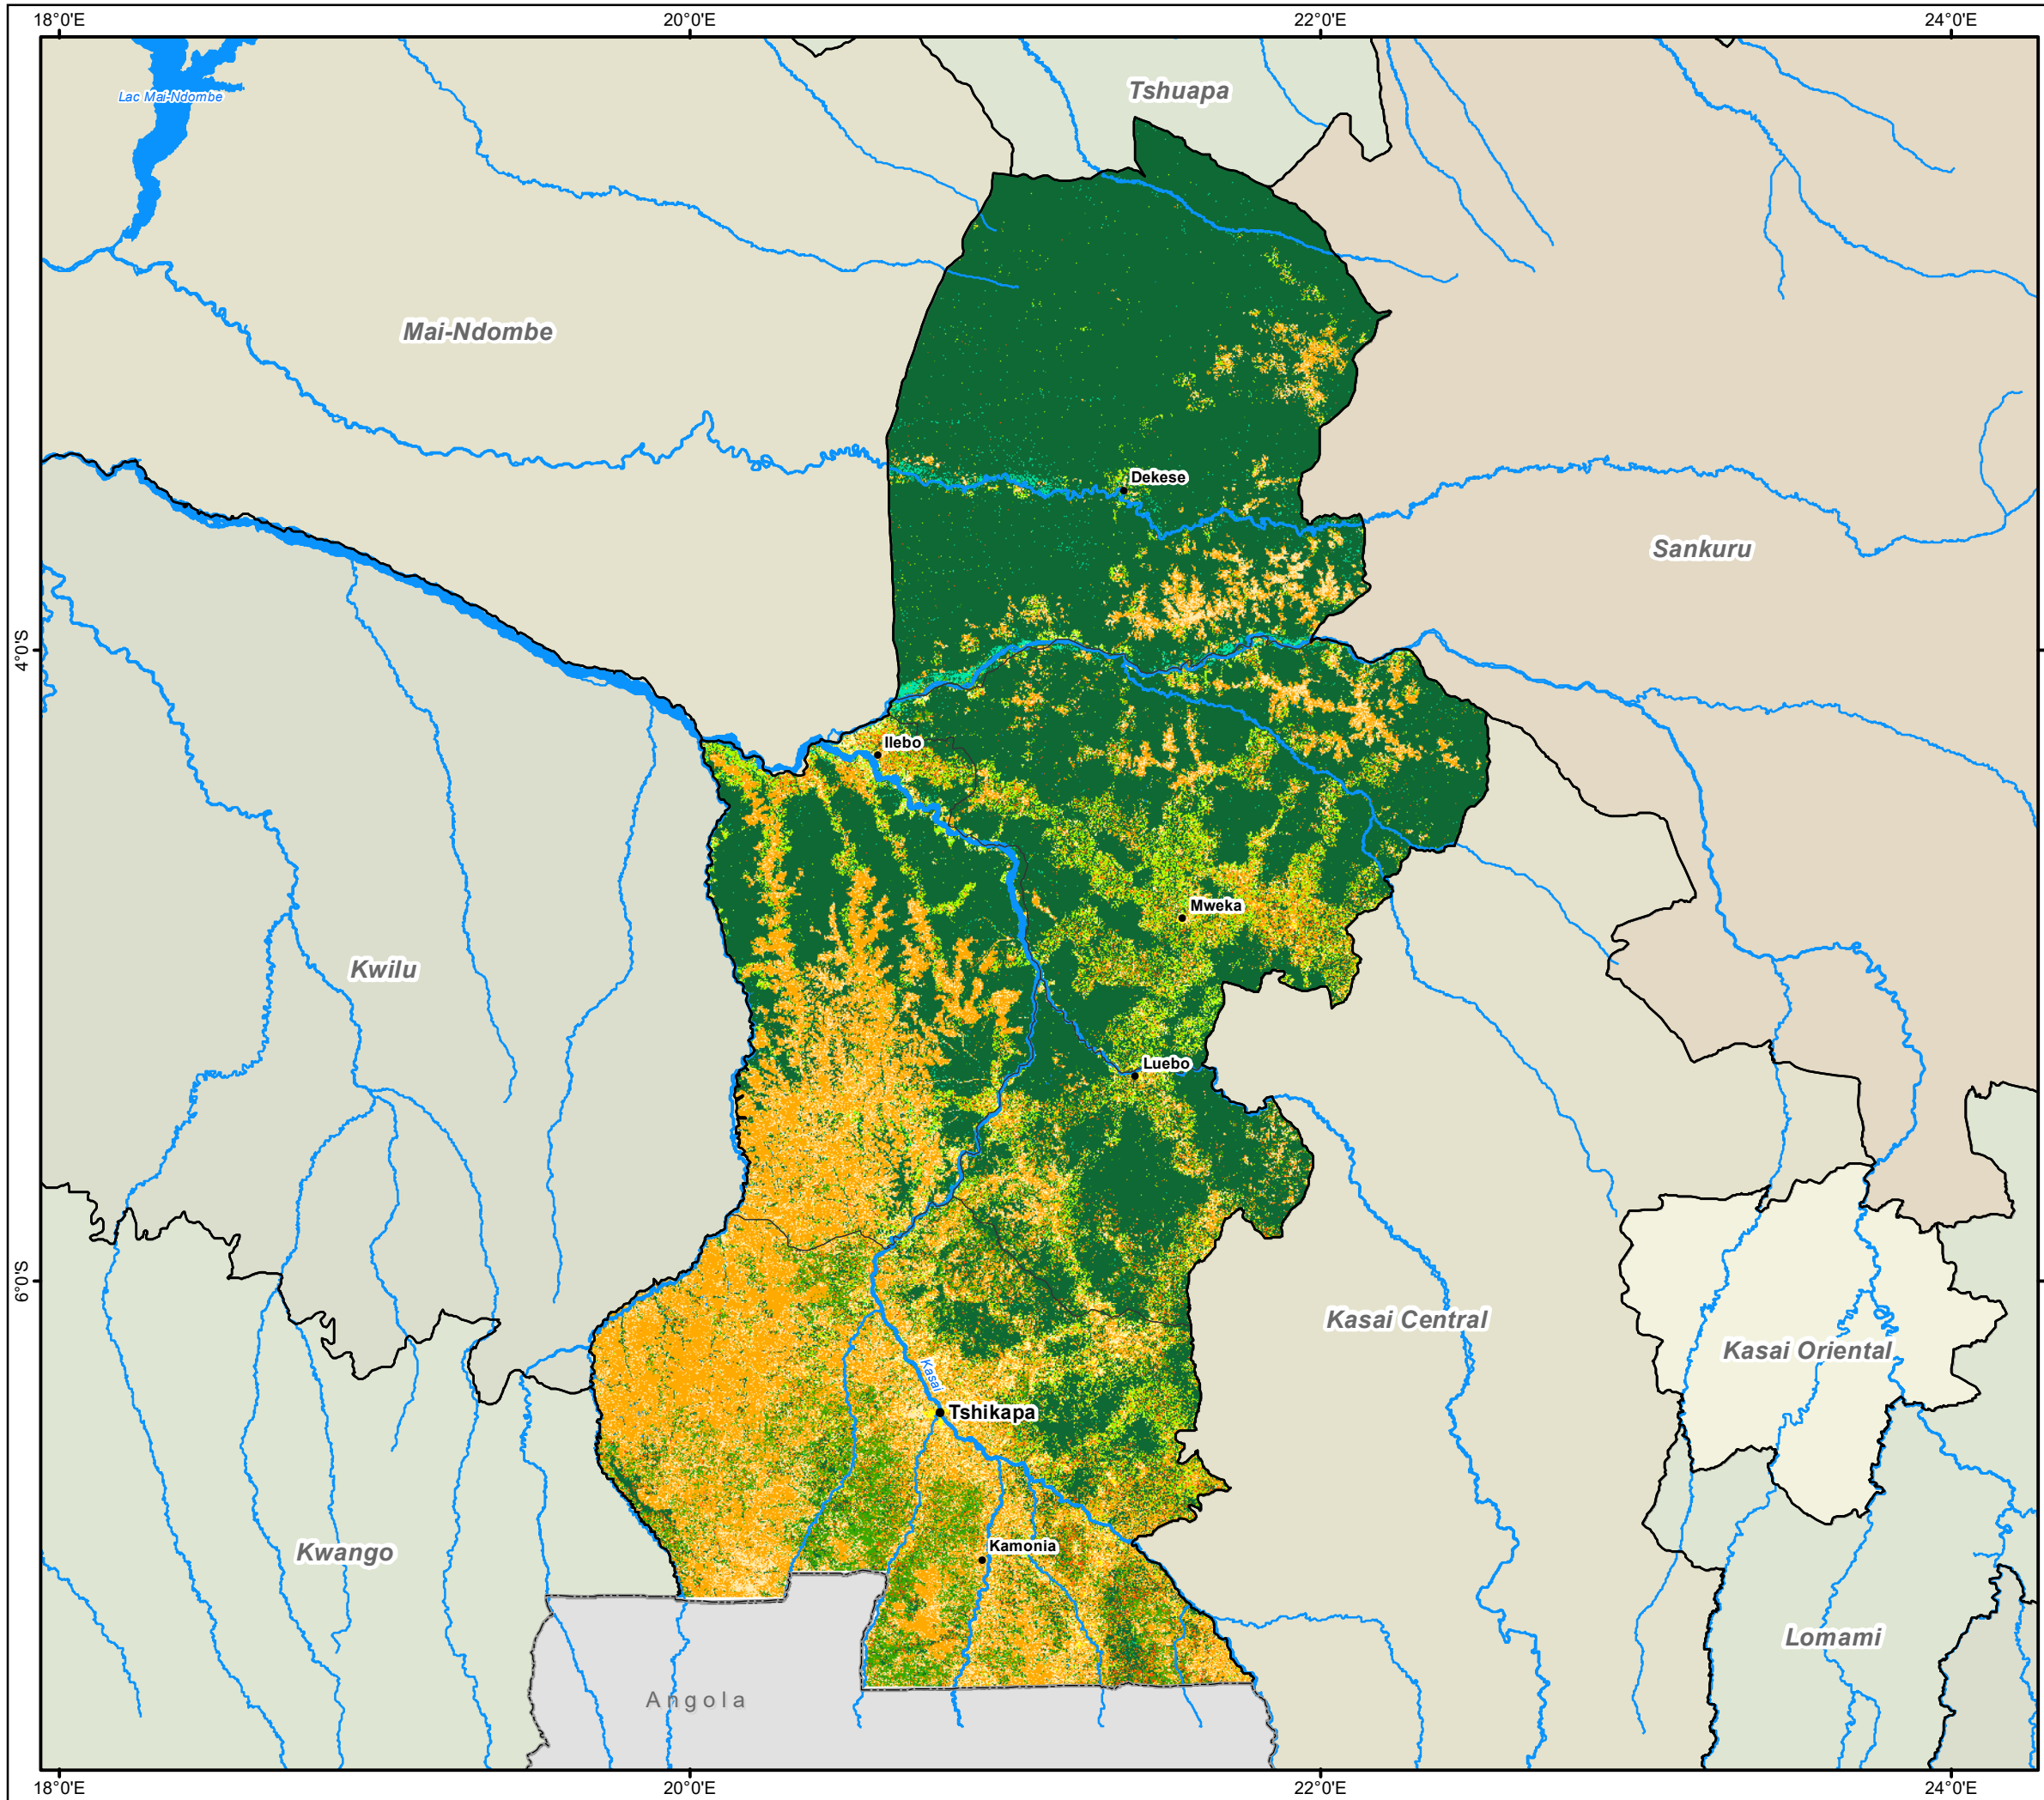 18°0'E 20°0'E 22°0'E 24°0'E
Tshuapa
Lac Mai-Ndombe
Mai-Ndombe
Dekese
Sankuru
4°0'S
Ilebo
Mweka
Kwilu
Luebo
6°0'S
Kasai Central
Kasai Oriental
Kasai
Tshikapa
Kamonia
Kwango
Lomami
Angola
18°0'E 20°0'E 22°0'E 24°0'E